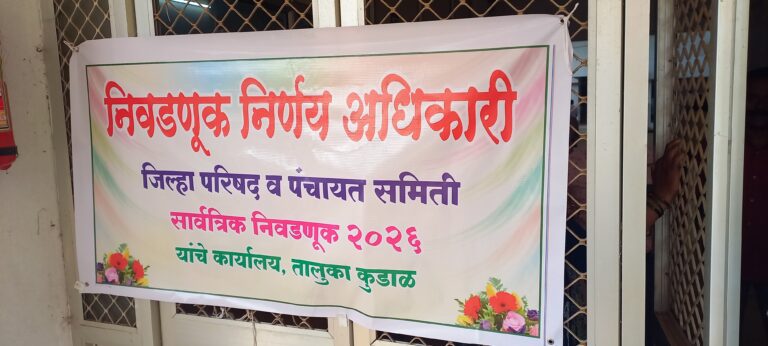 निवडणूक निर्णय अधिकारी
जिल्हा परिषद व पंचायत समिती
सार्वत्रिक निवडणूक २०२६
यांचे कार्यालय, तालुका कुडाळ